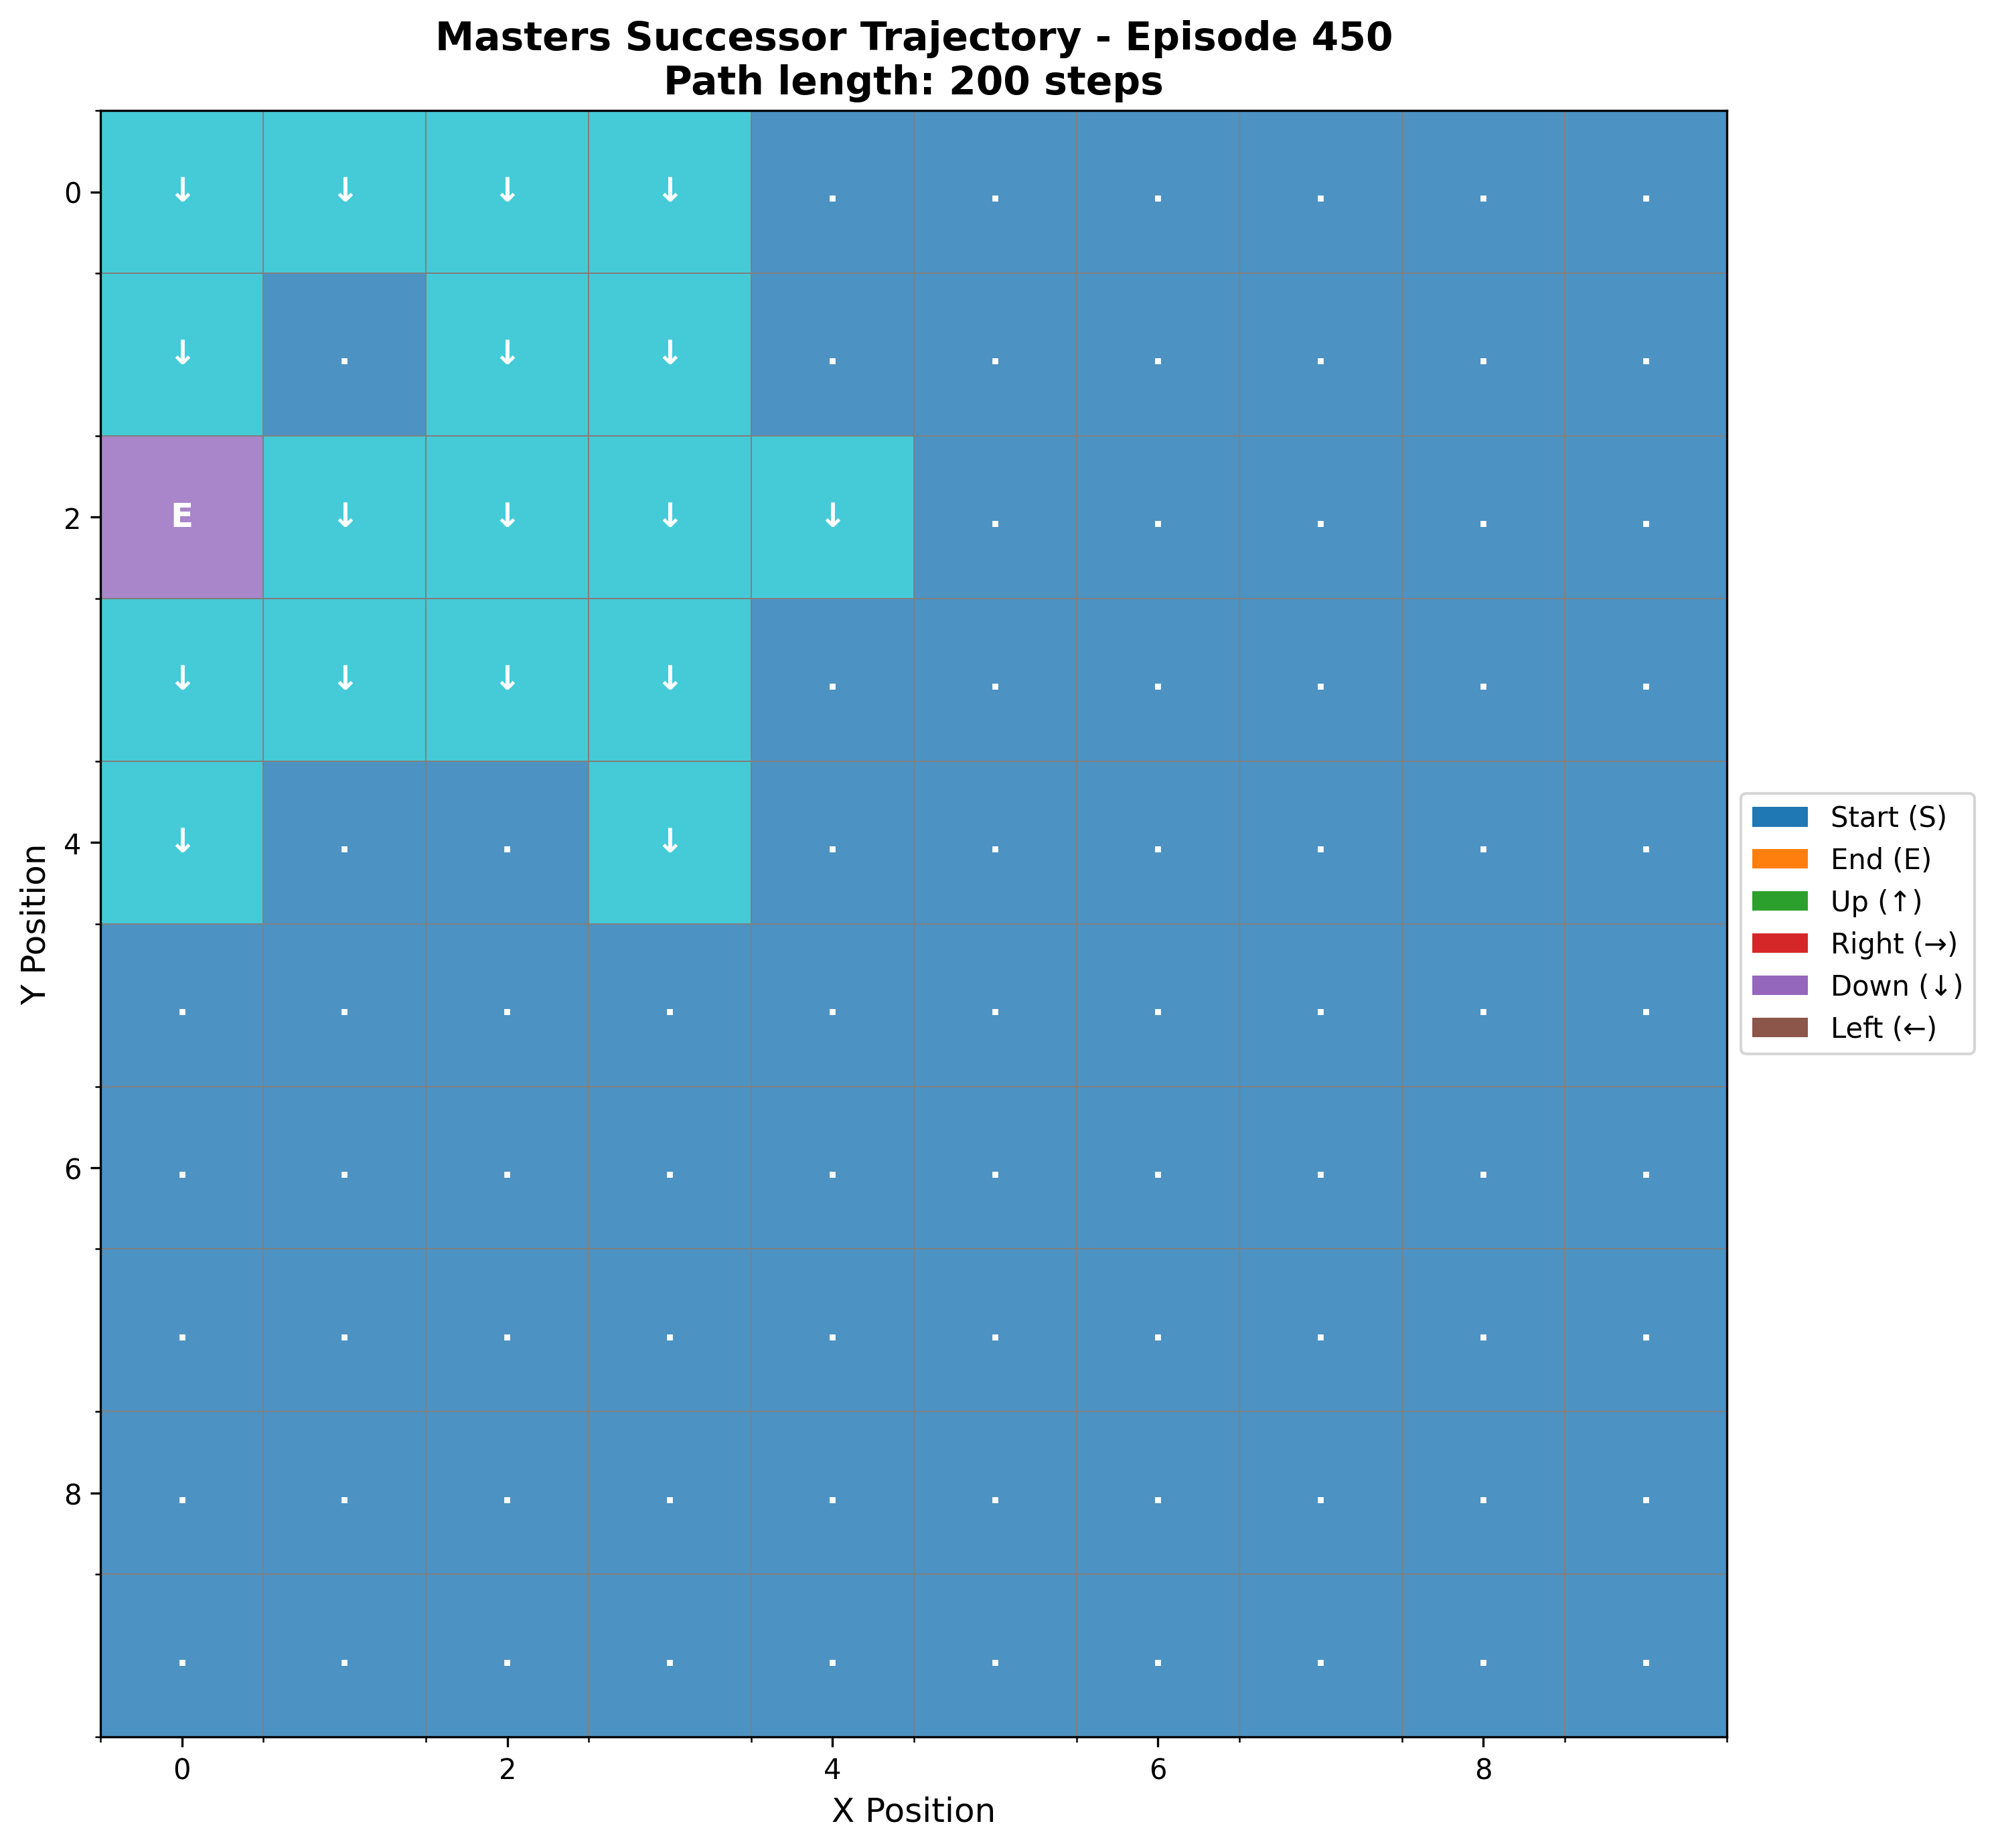 Masters Successor Trajectory - Episode 450
Path length: 200 steps
0 ↓ ↓ ↓ ↓ . . . . . .
↓ . ↓ ↓ . . . . . .
2 E ↓ ↓ ↓ ↓ . . . . .
↓ ↓ ↓ ↓ . . . . . .
4 ↓ . . ↓ . . . . . .
. . . . . . . . . .
6 . . . . . . . . . .
. . . . . . . . . .
8 . . . . . . . . . .
. . . . . . . . . .
0 2 4 6 8
X Position
Y Position
Start (S)
End (E)
Up (↑)
Right (→)
Down (↓)
Left (←)